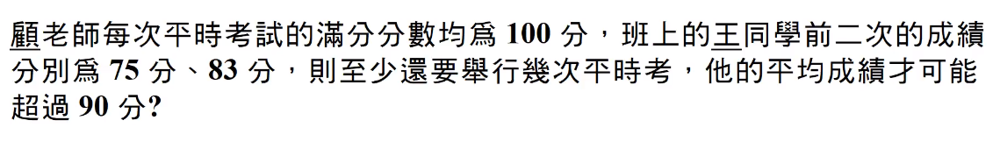 顧老師每次平時考試的滿分分數均為 100 分，班上的王同學前二次的成績
分別為 75 分、83 分，則至少還要舉行幾次平時考，他的平均成績才可能
超過 90 分?